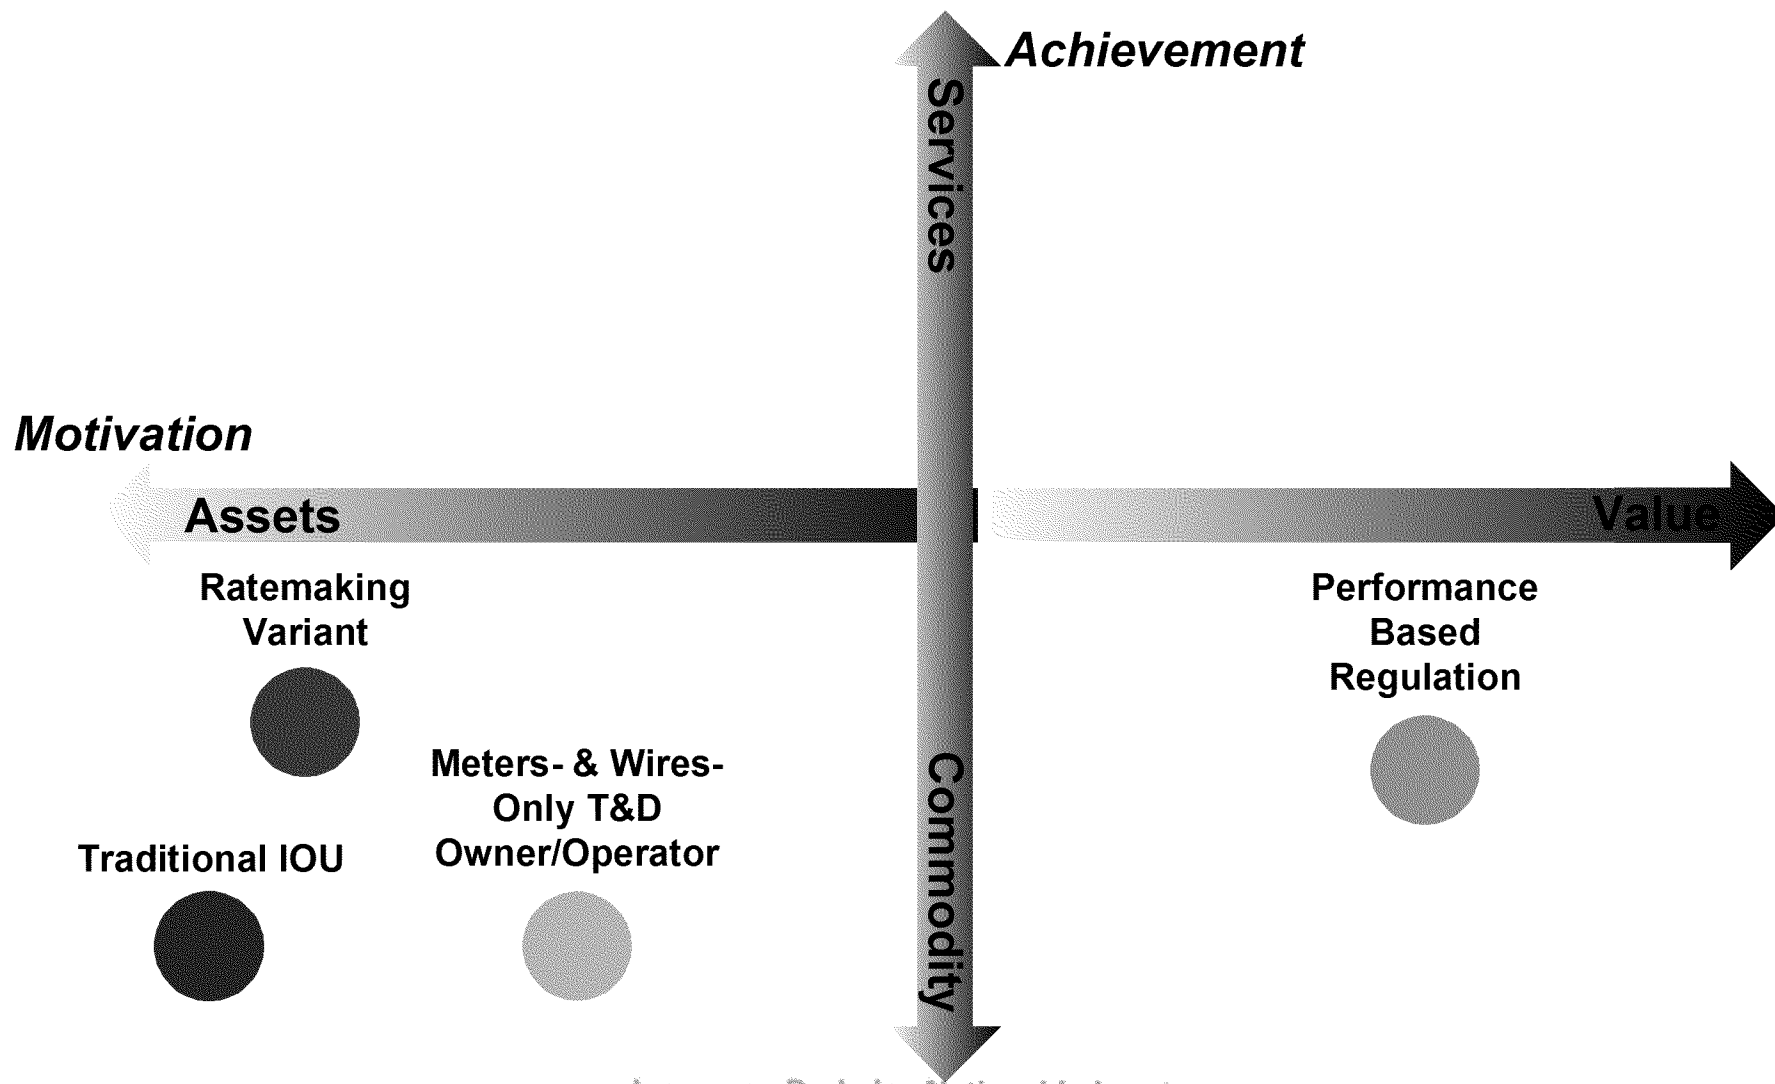 Achievement
Services
Motivation
Assets
Value
Ratemaking
Variant
Performance
Based
Regulation
Meters- & Wires-
Only T&D
Owner/Operator
Commodity
Traditional IOU